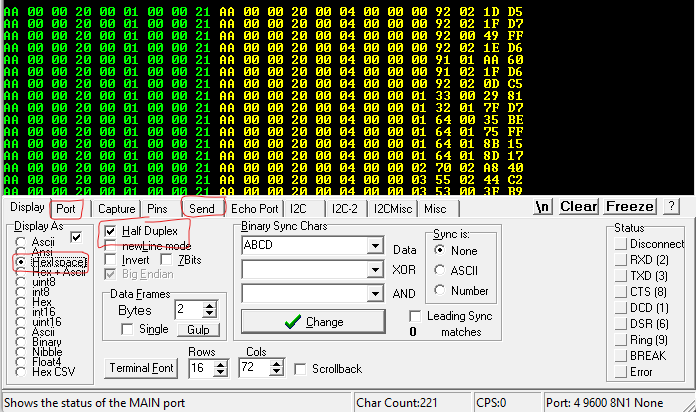 AA 00 00 20 00 01 00 00 21 AA 00 00 20 00 04 00 00 00 92 02 1D D5
AA 00 00 20 00 01 00 00 21 AA 00 00 20 00 04 00 00 00 92 00 49 FF
AA 00 00 20 00 01 00 00 21 AA 00 00 20 00 04 00 00 00 92 02 1E D6
AA 00 00 20 00 01 00 00 21 AA 00 00 20 00 04 00 00 00 91 01 AA 60
AA 00 00 20 00 01 00 00 21 AA 00 00 20 00 04 00 00 00 91 02 1F D6
AA 00 00 20 00 01 00 00 21 AA 00 00 20 00 04 00 00 00 92 02 0D C5
AA 00 00 20 00 01 00 00 21 AA 00 00 20 00 04 00 00 01 33 00 29 81
AA 00 00 20 00 01 00 00 21 AA 00 00 20 00 04 00 00 01 32 01 7F D7
AA 00 00 20 00 01 00 00 21 AA 00 00 20 00 04 00 00 01 64 00 35 BE
AA 00 00 20 00 01 00 00 21 AA 00 00 20 00 04 00 00 01 64 01 75 FF
AA 00 00 20 00 01 00 00 21 AA 00 00 20 00 04 00 00 01 64 01 8B 15
AA 00 00 20 00 01 00 00 21 AA 00 00 20 00 04 00 00 01 64 01 8D 17
AA 00 00 20 00 01 00 00 21 AA 00 00 20 00 04 00 00 02 70 02 A8 40
AA 00 00 20 00 01 00 00 21 AA 00 00 20 00 04 00 00 03 55 02 44 C2
AA 00 00 20 00 01 00 00 21 AA 00 00 20 00 04 00 00 03 53 00 3F B9
Display Port Capture Pins Send Echo Port I2C I2C-2 I2CMisc Misc \n Clear Freeze ?
Display As
Ascii
Ansi
Hex[space]
Hex + Ascii
uint8
int8
Hex
int16
uint16
Ascii
Binary
Nibble
Float4
Hex CSV
Half Duplex
newLine mode
Invert 7Bits
Big Endian
Data Frames
Bytes 2
Single Gulp
Terminal Font
Rows Cols
16 72 Scrollback
Binary Sync Chars
ABCD Data
XOR
AND
Change
Sync is:
None
ASCII
Number
Leading Sync
0 matches
Status
Disconnect
RXD (2)
TXD (3)
CTS (8)
DCD (1)
DSR (6)
Ring (9)
BREAK
Error
Shows the status of the MAIN port Char Count:221 CPS:0 Port: 4 9600 8N1 None